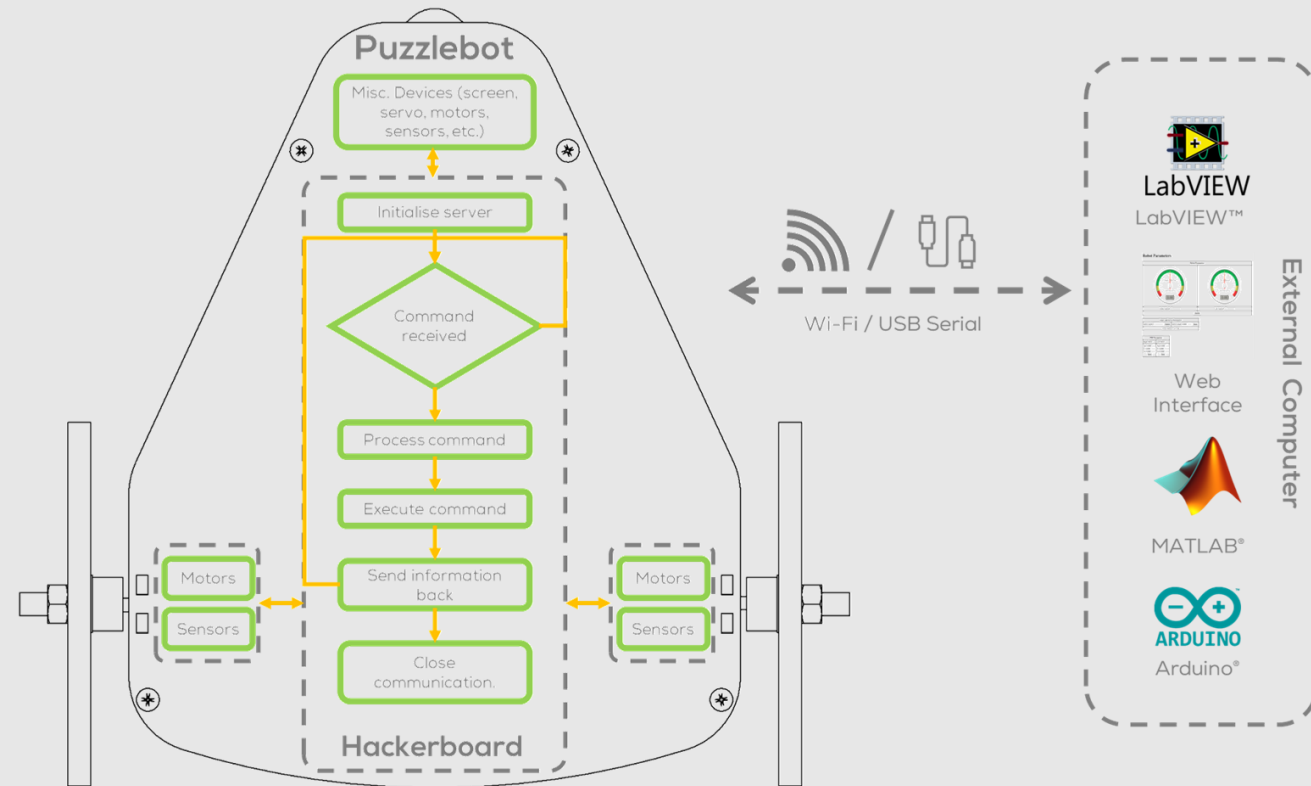 Puzzlebot
Misc. Devices (screen,
servo, motors,
sensors, etc.)
Initialise server
Command
received
Process command
Execute command
Send information
back
Close
communication.
Hackerboard
Motors
Sensors
Motors
Sensors
Wi-Fi / USB Serial
LabVIEW
LabVIEW™
Web
Interface
MATLAB®
ARDUINO
Arduino®
External Computer